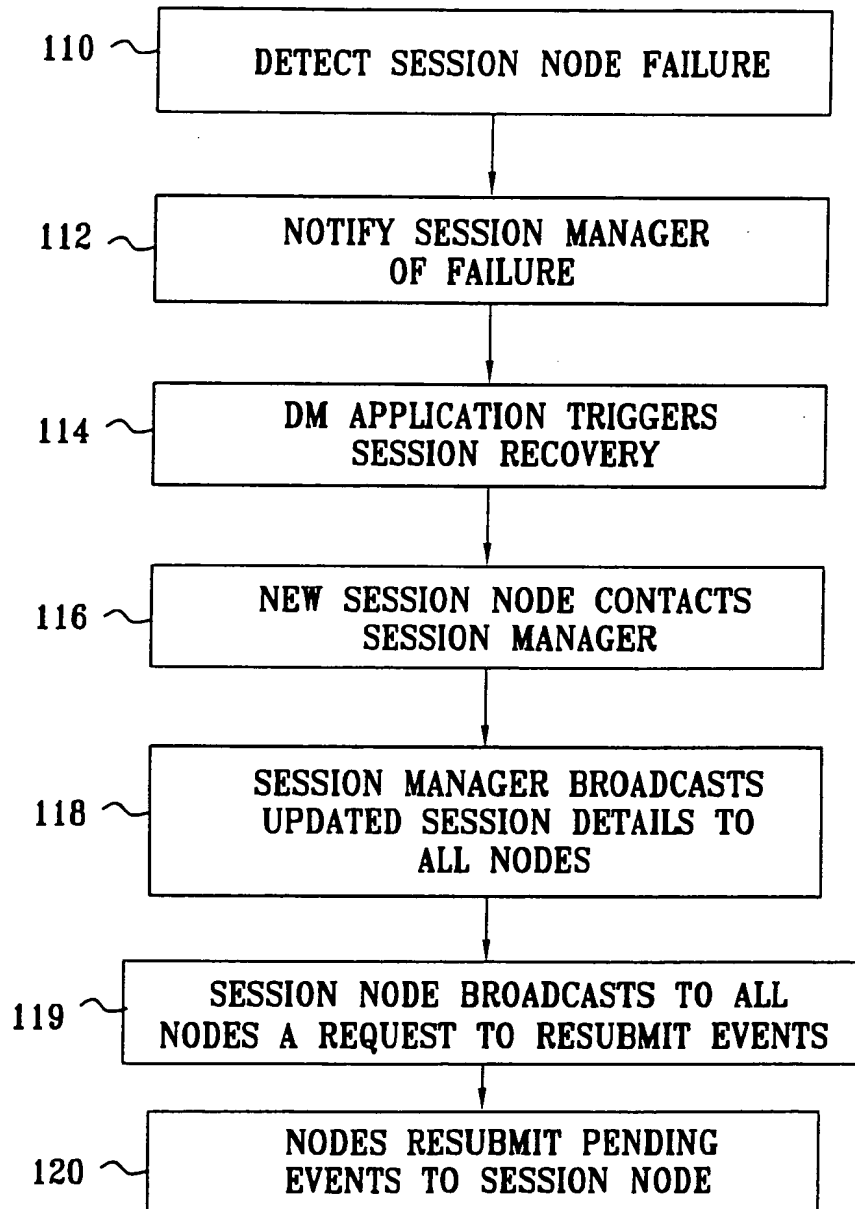 110
DETECT SESSION NODE FAILURE
112
NOTIFY SESSION MANAGER
OF FAILURE
114
DM APPLICATION TRIGGERS
SESSION RECOVERY
116
NEW SESSION NODE CONTACTS
SESSION MANAGER
118
SESSION MANAGER BROADCASTS
UPDATED SESSION DETAILS TO
ALL NODES
119
SESSION NODE BROADCASTS TO ALL
NODES A REQUEST TO RESUBMIT EVENTS
120
NODES RESUBMIT PENDING
EVENTS TO SESSION NODE